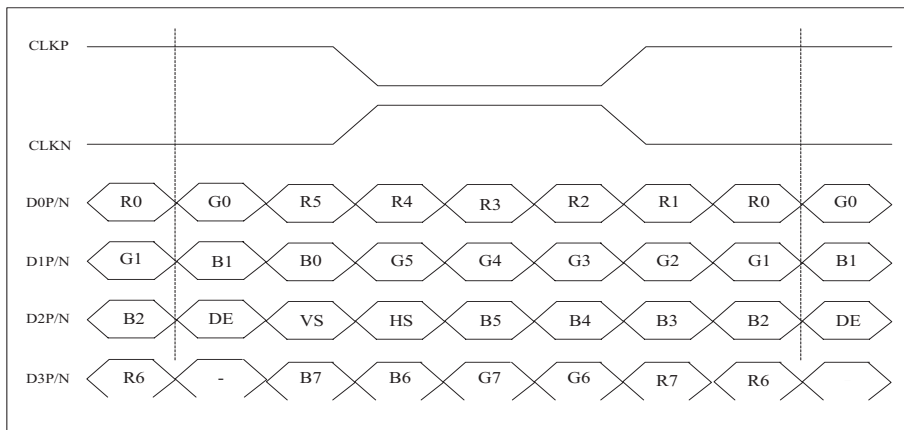 CLKP
CLKN
D0P/N R0 G0 R5 R4 R3 R2 R1 R0 G0
D1P/N G1 B1 B0 G5 G4 G3 G2 G1 B1
D2P/N B2 DE VS HS B5 B4 B3 B2 DE
D3P/N R6 - B7 B6 G7 G6 R7 R6